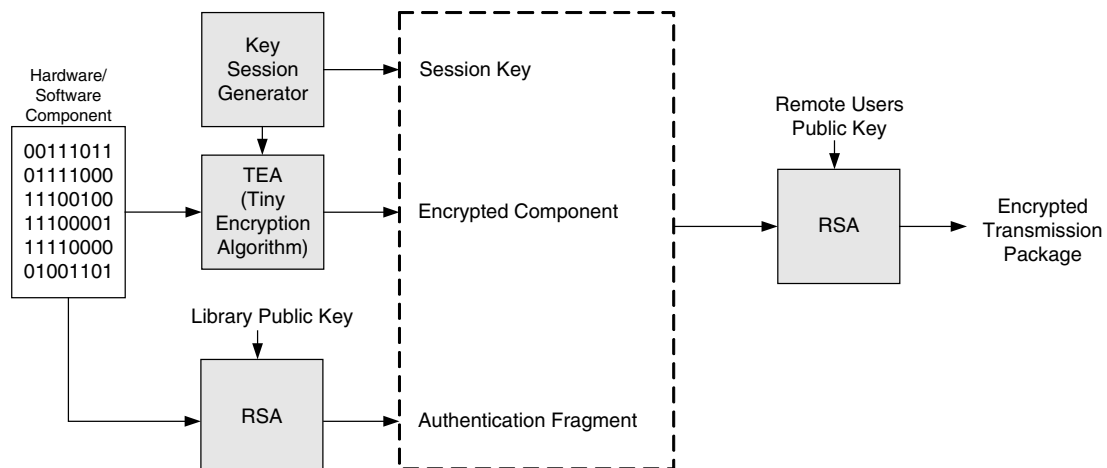 Key
Session
Generator
Session Key
Hardware/
Software
Component
00111011
01111000
11100100
11100001
11110000
01001101
TEA
(Tiny
Encryption
Algorithm)
Encrypted Component
Remote Users
Public Key
RSA
Encrypted
Transmission
Package
Library Public Key
RSA
Authentication Fragment